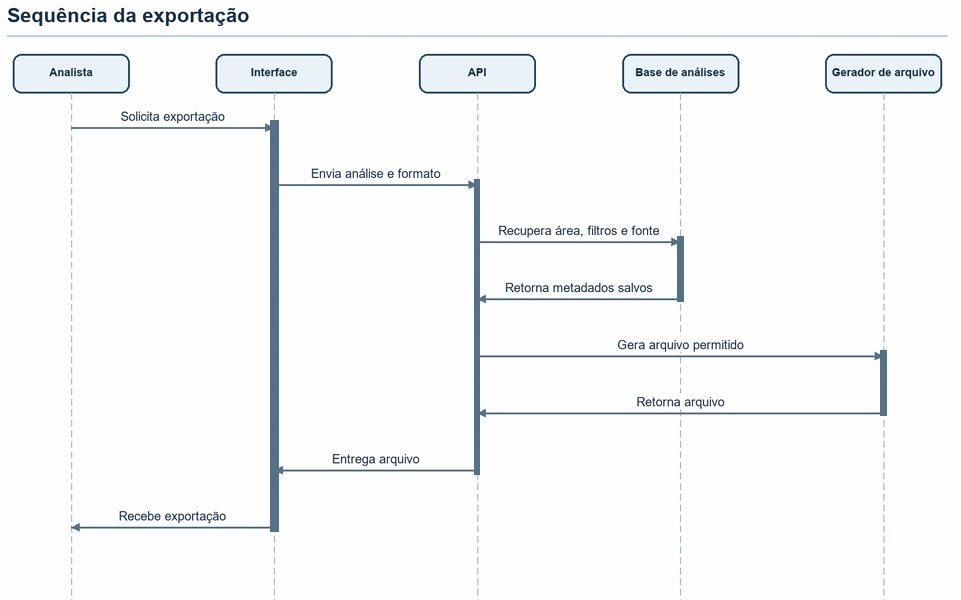 Sequência da exportação
Analista
Interface
API
Base de análises
Gerador de arquivo
Solicita exportação
Envia análise e formato
Recupera área, filtros e fonte
Retorna metadados salvos
Gera arquivo permitido
Retorna arquivo
Entrega arquivo
Recebe exportação